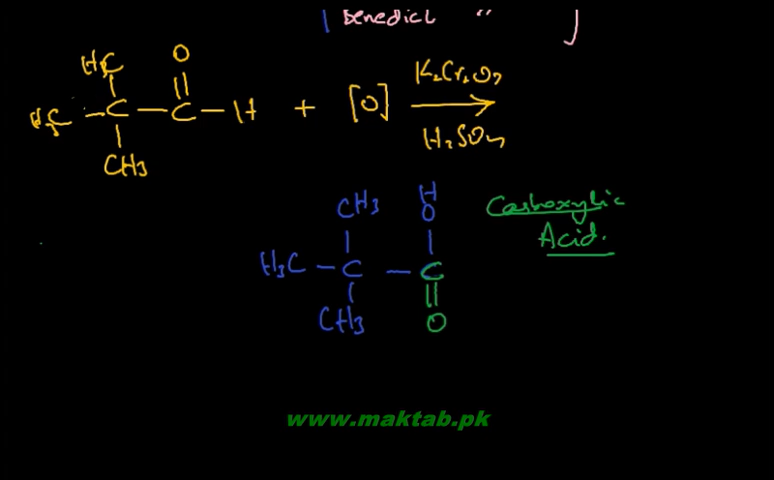 Benedict "
H₃C O
H₃C – C – C – H + [O] K₂Cr₂O₇
CH₃ H₂SO₄
CH₃ H
O Carboxylic
H₃C – C – C Acid.
CH₃ O
www.maktab.pk